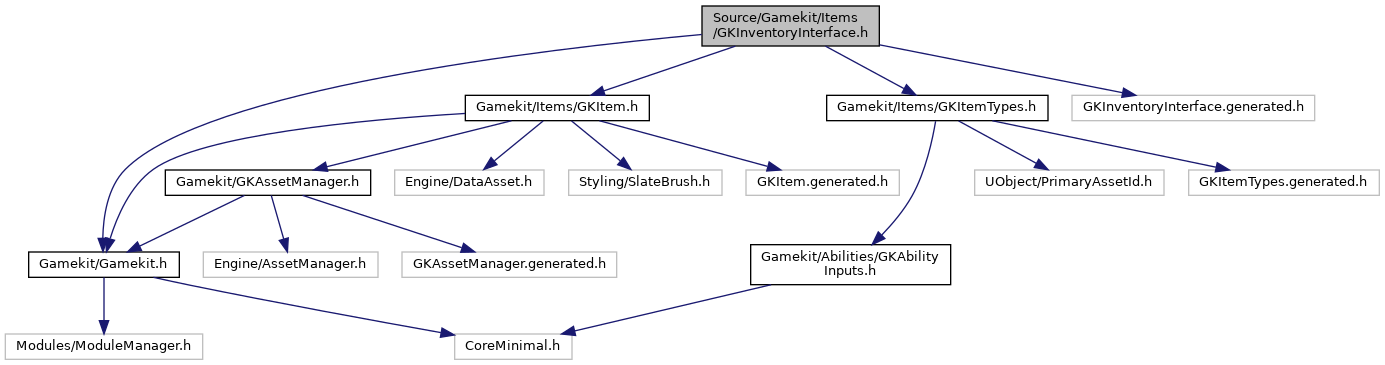 Source/Gamekit/Items
/GKInventoryInterface.h
Gamekit/Items/GKItem.h
Gamekit/Items/GKItemTypes.h
GKInventoryInterface.generated.h
Gamekit/GKAssetManager.h
Engine/DataAsset.h
Styling/SlateBrush.h
GKItem.generated.h
UObject/PrimaryAssetId.h
GKItemTypes.generated.h
Gamekit/Gamekit.h
Engine/AssetManager.h
GKAssetManager.generated.h
Gamekit/Abilities/GKAbility
Inputs.h
Modules/ModuleManager.h
CoreMinimal.h